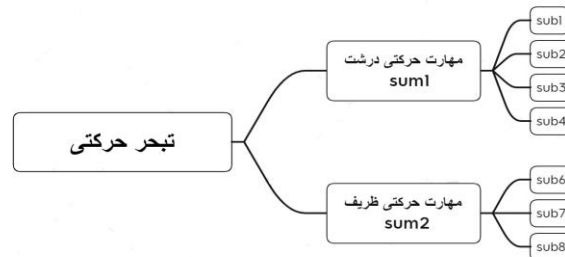 تبحر حرکتی
مهارت حرکتی درشت
sum1
sub1
sub2
sub3
sub4
مهارت حرکتی ظریف
sum2
sub6
sub7
sub8